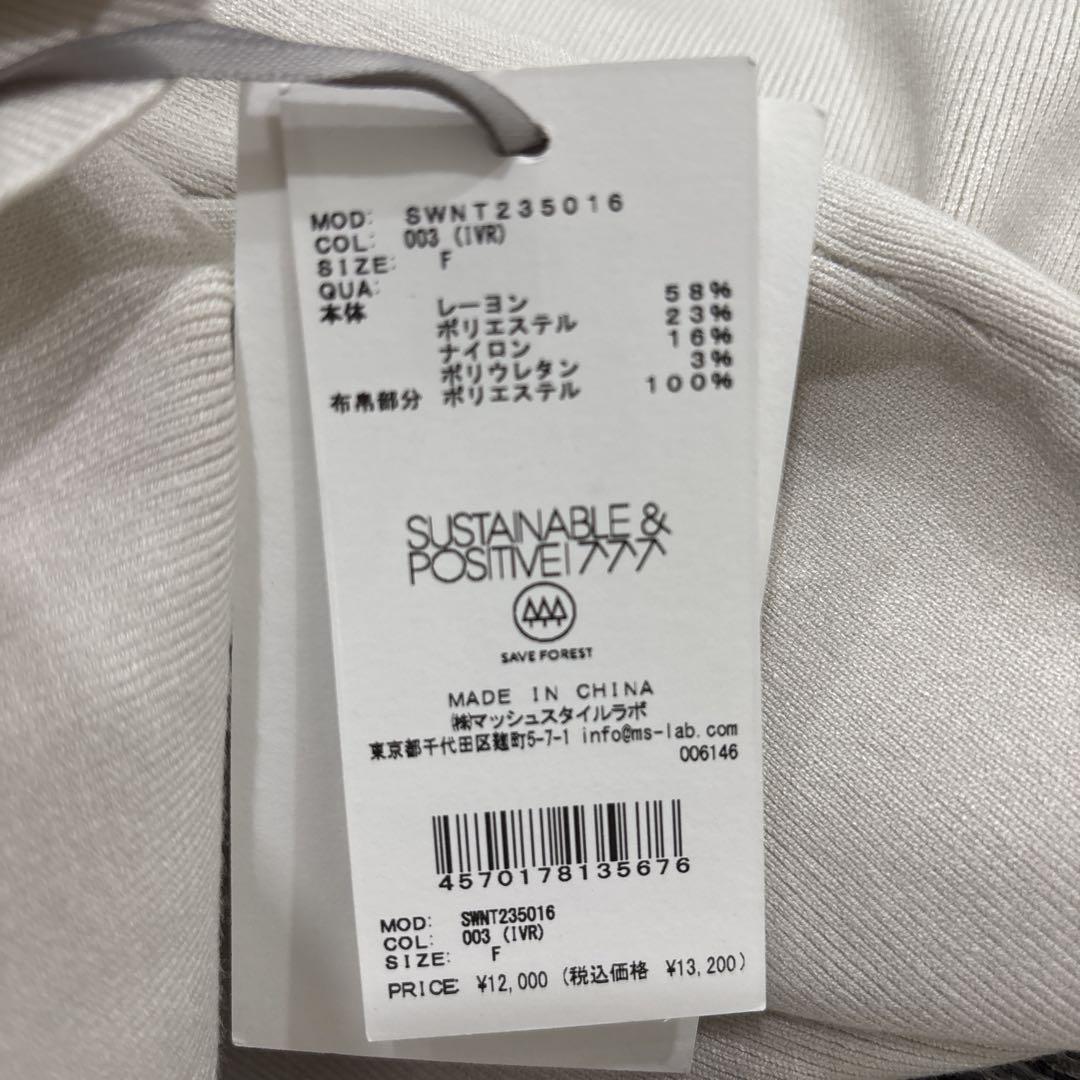 MOD: SWNT235016
COL: 003 (IVR)
SIZE: F
QUA:
本体 レーヨン 58%
ポリエステル 23%
ナイロン 16%
ポリウレタン 3%
布帛部分 ポリエステル 100%
SUSTAINABLE &
POSITIVE!
SAVE FOREST
MADE IN CHINA
㈱マッシュスタイルラボ
東京都千代田区麹町5-7-1 info@ms-lab.com
006146
4570178135676
MOD: SWNT235016
COL: 003 (IVR)
SIZE: F
PRICE: ¥12,000 (税込価格 ¥13,200)